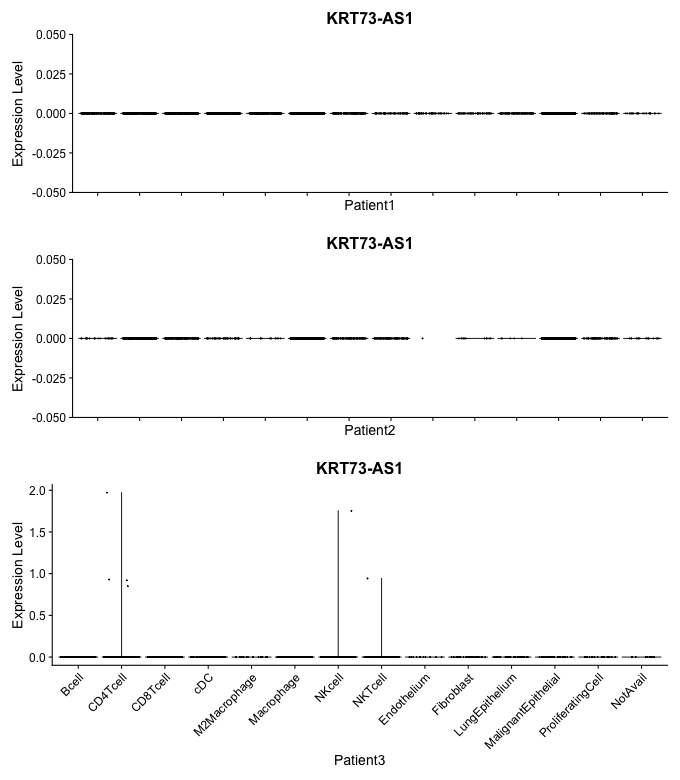 KRT73-AS1
0.050
0.025
0.000
-0.025
-0.050
Expression Level
Patient1
KRT73-AS1
0.050
0.025
0.000
-0.025
-0.050
Expression Level
Patient2
KRT73-AS1
2.0
1.5
1.0
0.5
0.0
Expression Level
Bcell
CD4Tcell
CD8Tcell
cDC
M2Macrophage
Macrophage
NKcell
NKTcell
Endothelium
Fibroblast
LungEpithelium
MalignantEpithelial
ProliferatingCell
NotAvail
Patient3